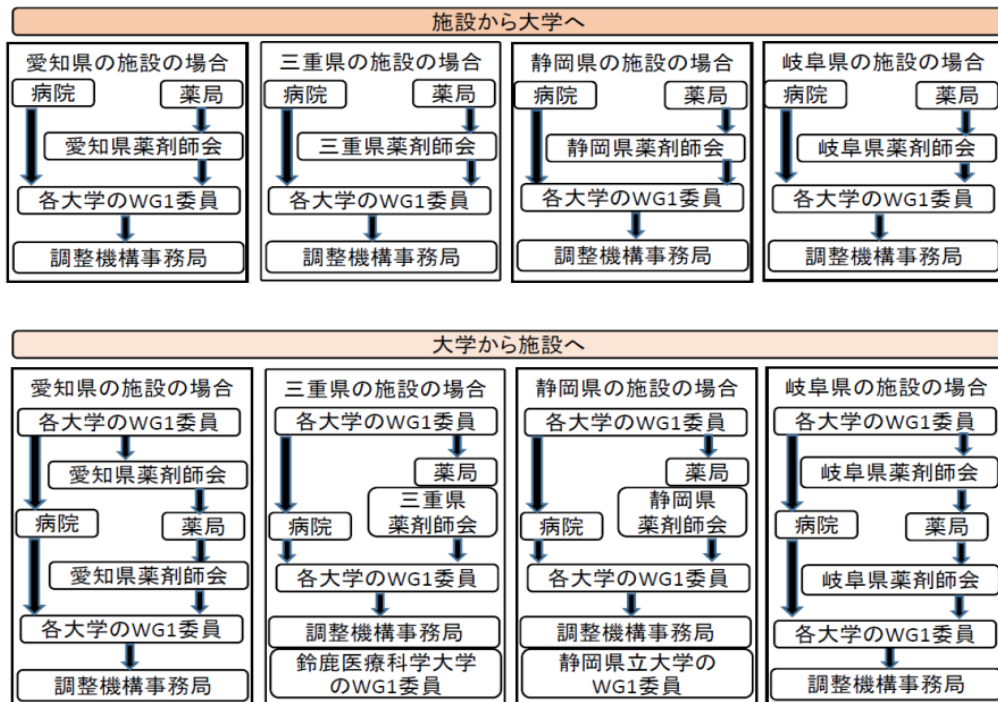 施設から大学へ
愛知県の施設の場合
病院
薬局
愛知県薬剤師会
各大学のWG1委員
調整機構事務局
三重県の施設の場合
病院
薬局
三重県薬剤師会
各大学のWG1委員
調整機構事務局
静岡県の施設の場合
病院
薬局
静岡県薬剤師会
各大学のWG1委員
調整機構事務局
岐阜県の施設の場合
病院
薬局
岐阜県薬剤師会
各大学のWG1委員
調整機構事務局
大学から施設へ
愛知県の施設の場合
各大学のWG1委員
愛知県薬剤師会
病院
薬局
愛知県薬剤師会
各大学のWG1委員
調整機構事務局
三重県の施設の場合
各大学のWG1委員
薬局
三重県
薬剤師会
病院
各大学のWG1委員
調整機構事務局
鈴鹿医療科学大学
のWG1委員
静岡県の施設の場合
各大学のWG1委員
薬局
静岡県
薬剤師会
病院
各大学のWG1委員
調整機構事務局
静岡県立大学の
WG1委員
岐阜県の施設の場合
各大学のWG1委員
岐阜県薬剤師会
病院
薬局
岐阜県薬剤師会
各大学のWG1委員
調整機構事務局